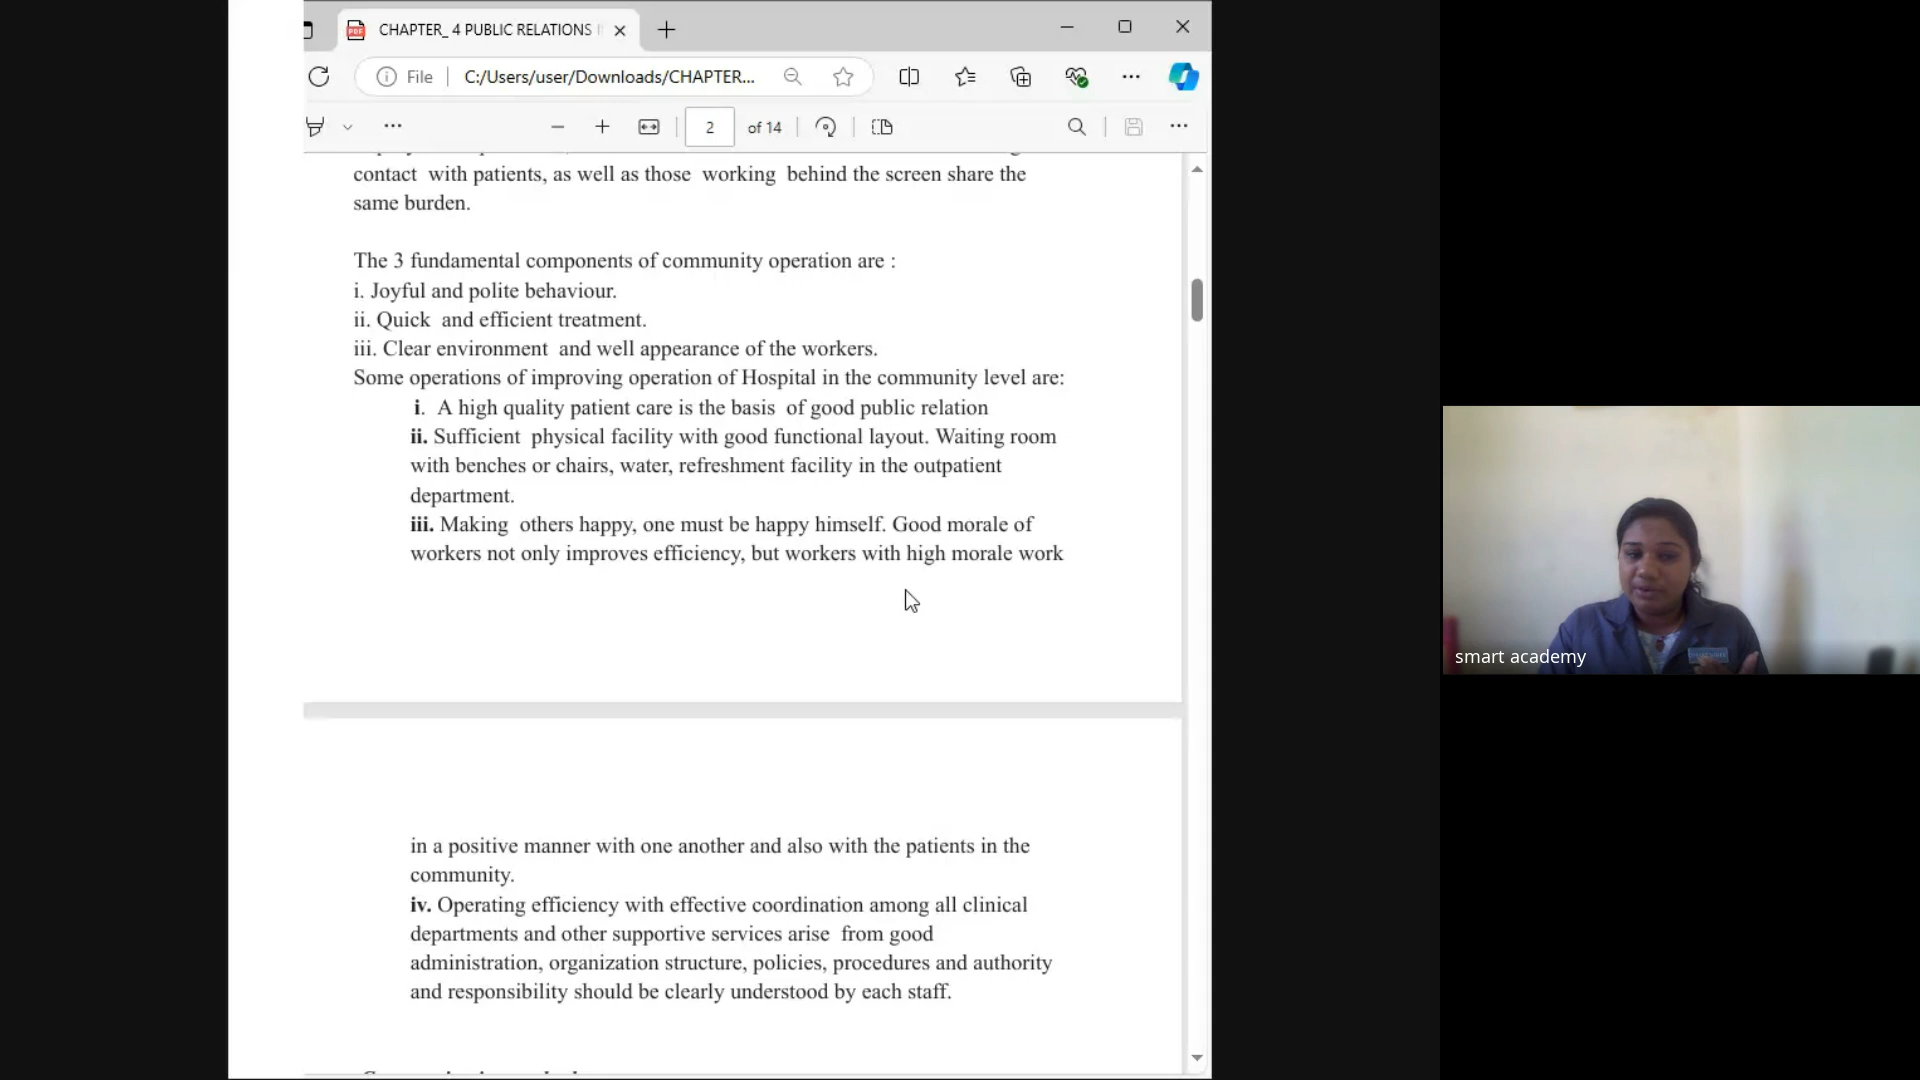 CHAPTER_ 4 PUBLIC RELATIONS
File
C:/Users/user/Downloads/CHAPTER...
2 of 14
contact with patients, as well as those working behind the screen share the
same burden.
The 3 fundamental components of community operation are :
i. Joyful and polite behaviour.
ii. Quick and efficient treatment.
iii. Clear environment and well appearance of the workers.
Some operations of improving operation of Hospital in the community level are:
i. A high quality patient care is the basis of good public relation
ii. Sufficient physical facility with good functional layout. Waiting room
with benches or chairs, water, refreshment facility in the outpatient
department.
iii. Making others happy, one must be happy himself. Good morale of
workers not only improves efficiency, but workers with high morale work
in a positive manner with one another and also with the patients in the
community.
iv. Operating efficiency with effective coordination among all clinical
departments and other supportive services arise from good
administration, organization structure, policies, procedures and authority
and responsibility should be clearly understood by each staff.
smart academy